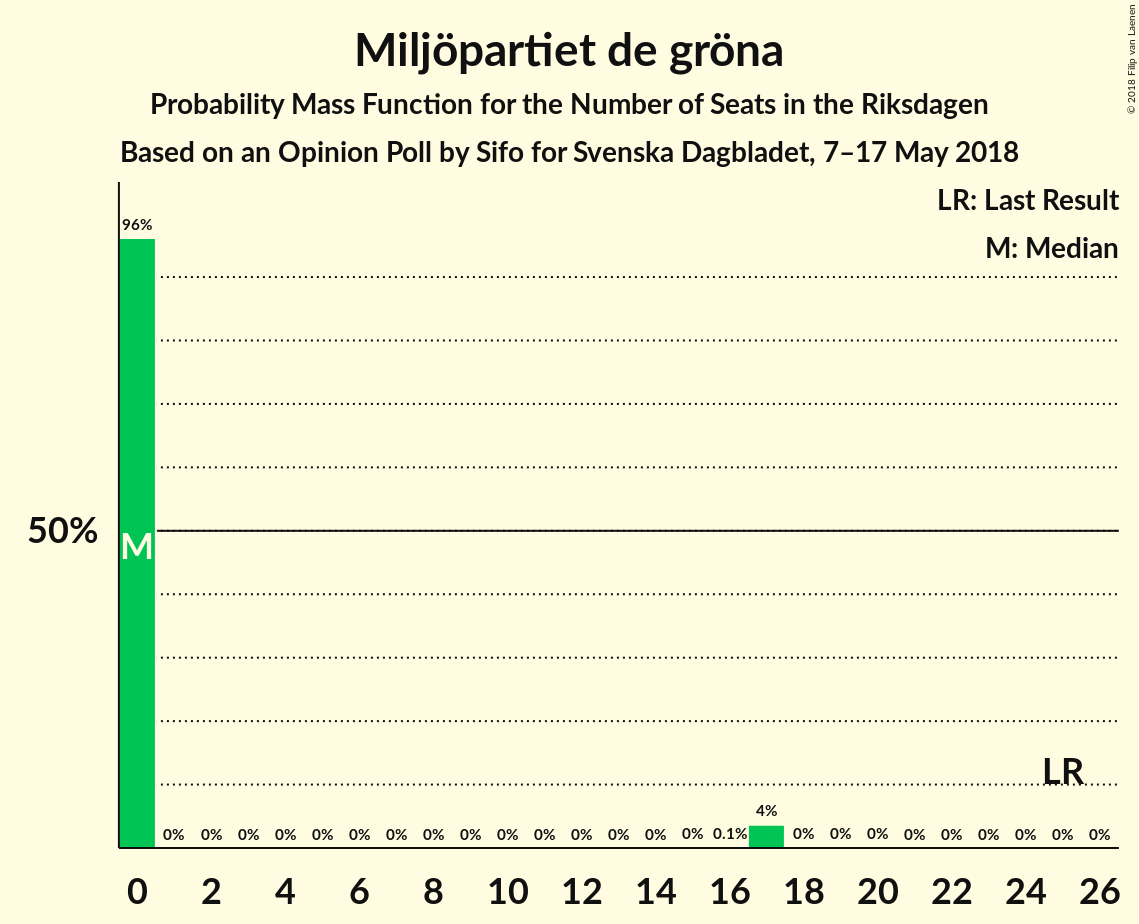 Miljöpartiet de gröna
Probability Mass Function for the Number of Seats in the Riksdagen
Based on an Opinion Poll by Sifo for Svenska Dagbladet, 7–17 May 2018
© 2018 Filip van Laenen
LR: Last Result
M: Median
96%
50%
M
LR
4%
0% 0% 0% 0% 0% 0% 0% 0% 0% 0% 0% 0% 0% 0% 0% 0.1% 0% 0% 0% 0% 0% 0% 0% 0% 0%
0 2 4 6 8 10 12 14 16 18 20 22 24 26